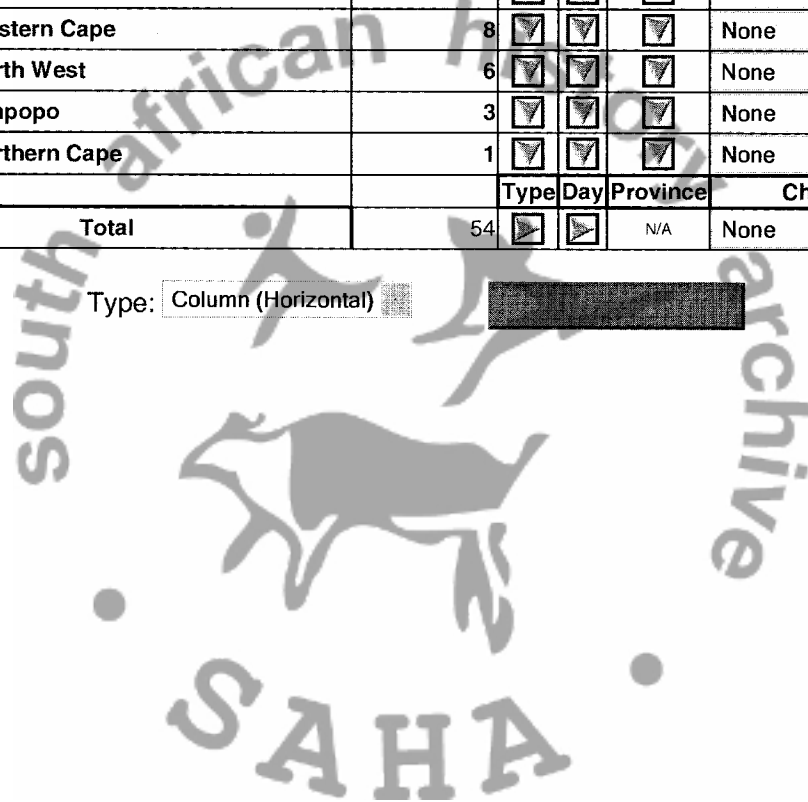 stern Cape 8 None
rth West 6 None
npopo 3 None
rthern Cape 1 None
Type Day Province Ch
Total 54 N/A None
Type: Column (Horizontal)
south african history archive
SAHA